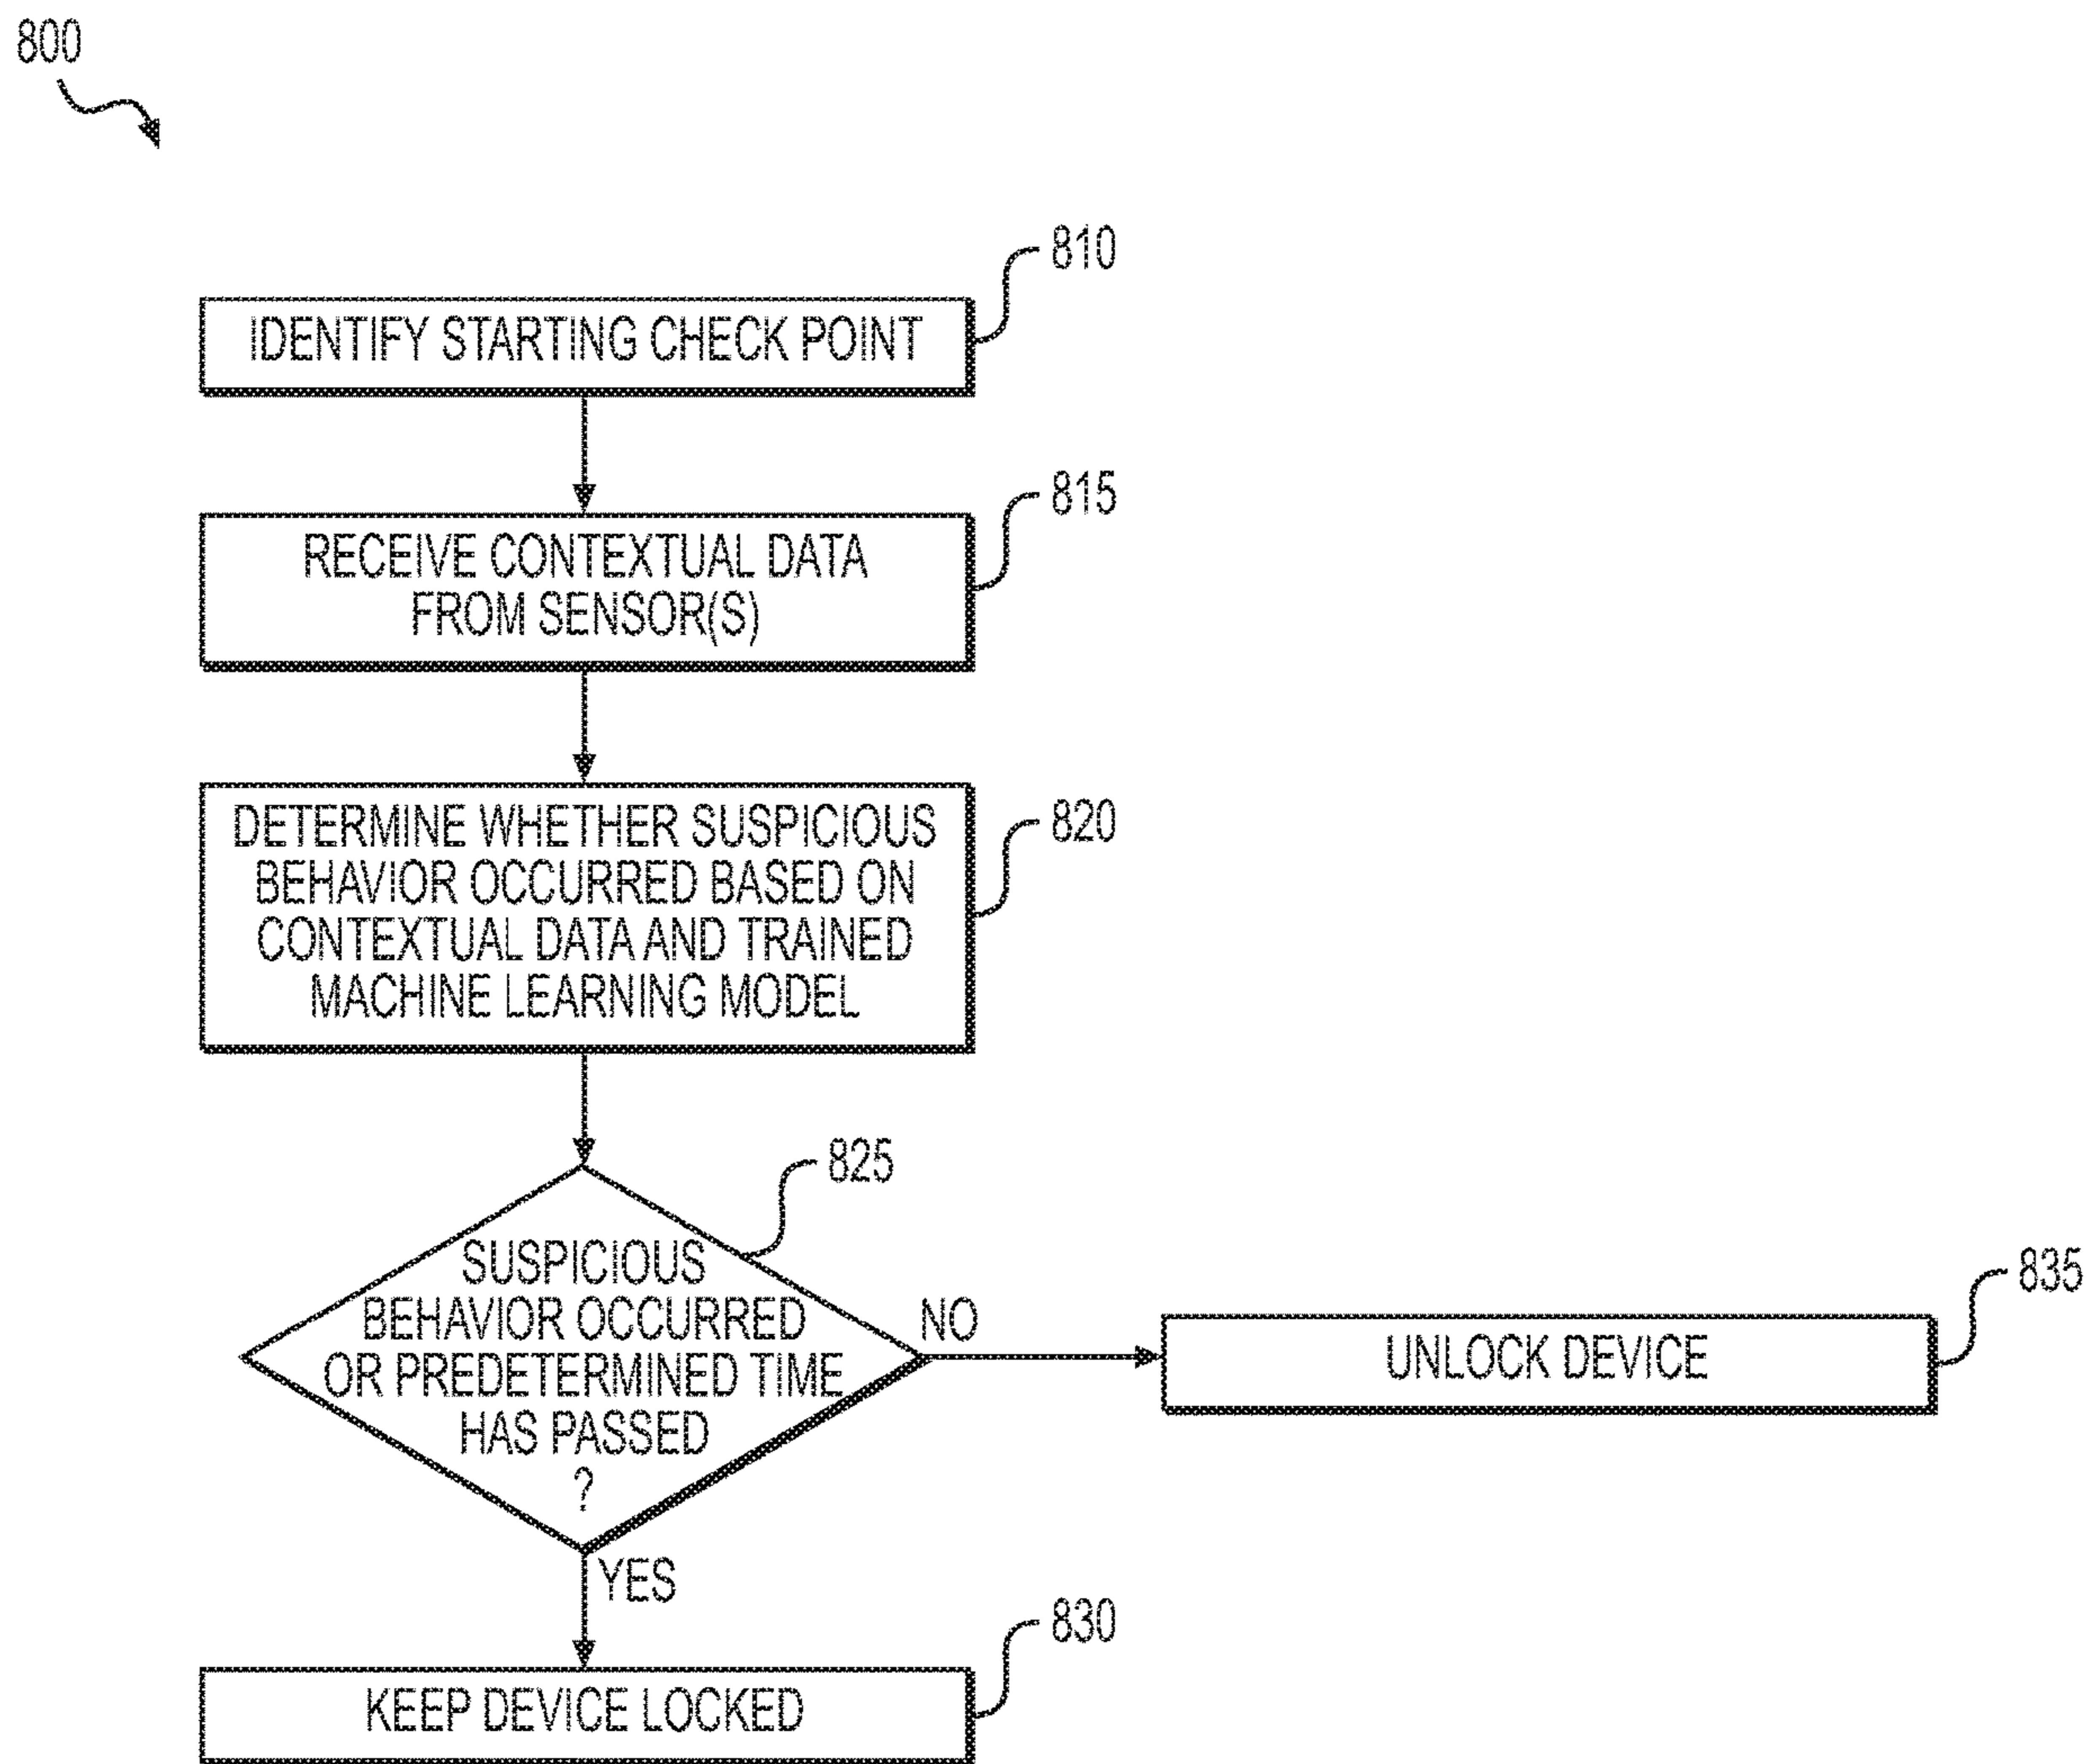 800
810
IDENTIFY STARTING CHECK POINT
815
RECEIVE CONTEXTUAL DATA
FROM SENSOR(S)
820
DETERMINE WHETHER SUSPICIOUS
BEHAVIOR OCCURRED BASED ON
CONTEXTUAL DATA AND TRAINED
MACHINE LEARNING MODEL
825
SUSPICIOUS
BEHAVIOR OCCURRED
OR PREDETERMINED TIME
HAS PASSED
?
NO
835
UNLOCK DEVICE
YES
830
KEEP DEVICE LOCKED